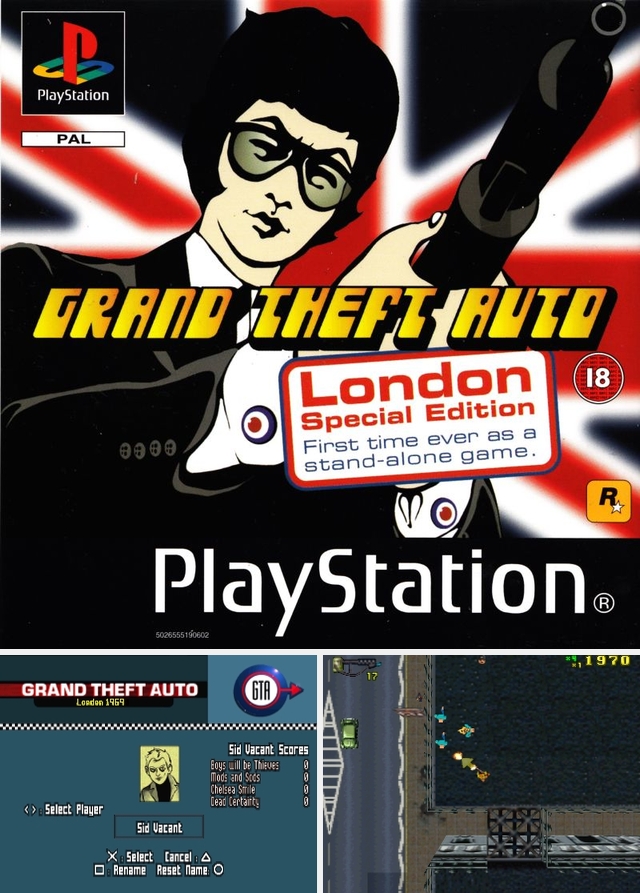 PlayStation
PAL
GRAND THEFT AUTO
London
Special Edition
First time ever as a
stand-alone game.
18
R
PlayStation®
5026555190602
GRAND THEFT AUTO
London 1969
GTA
Sid Vacant Scores
Boys will be Thieves 0
Mods and Sods 0
Chelsea Smile 0
Dead Certainty 0
<>: Select Player
Sid Vacant
X: Select Cancel: △
□: Rename Reset Name: ○
17
1970